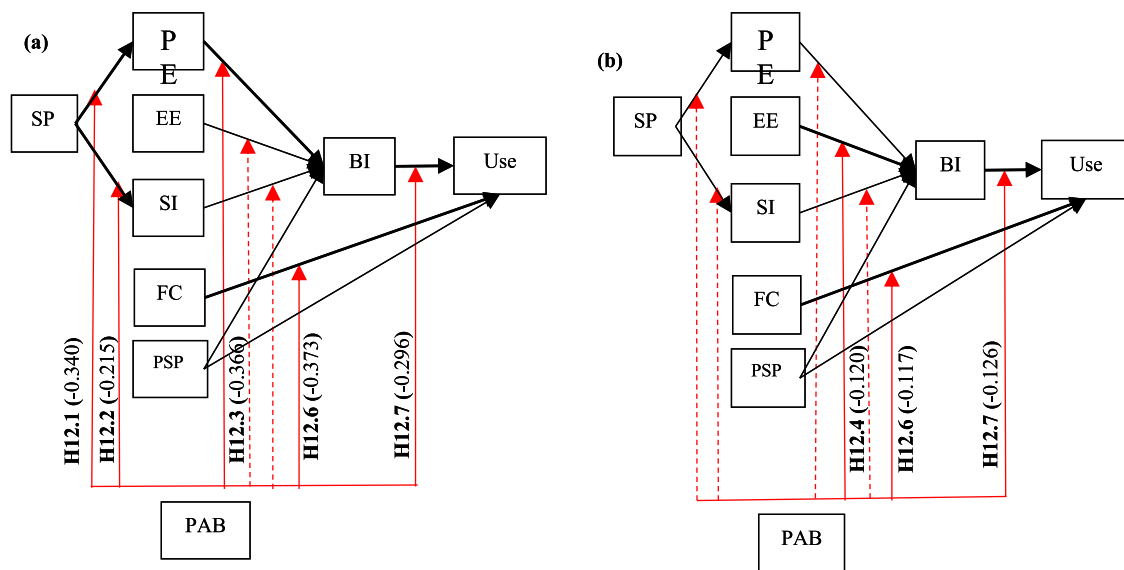 (a)
P
E
SP
EE
SI
BI
Use
FC
PSP
H12.1 (-0.340)
H12.2 (-0.215)
H12.3 (-0.366)
H12.6 (-0.373)
H12.7 (-0.296)
PAB
(b)
P
E
SP
EE
SI
BI
Use
FC
PSP
H12.4 (-0.120)
H12.6 (-0.117)
H12.7 (-0.126)
PAB